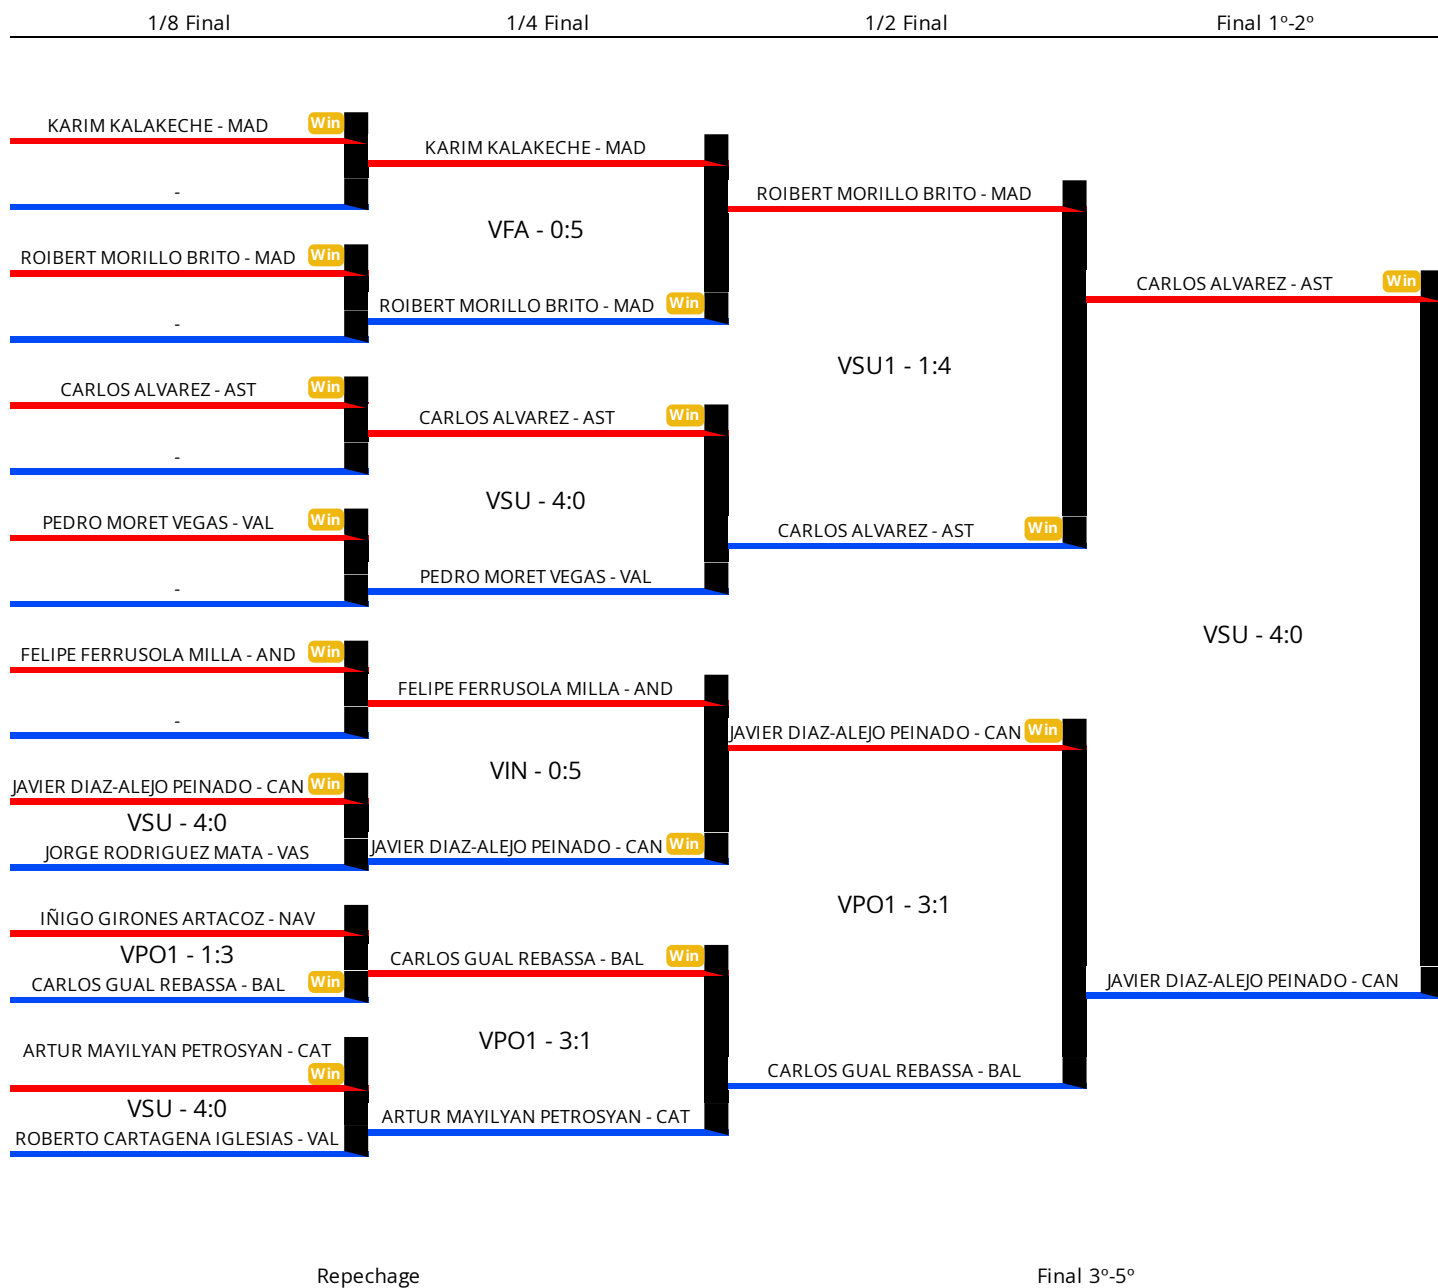 1/8 Final 1/4 Final 1/2 Final Final 1º-2º
KARIM KALAKECHE - MAD Win
-
ROIBERT MORILLO BRITO - MAD Win
-
CARLOS ALVAREZ - AST Win
-
PEDRO MORET VEGAS - VAL Win
-
FELIPE FERRUSOLA MILLA - AND Win
-
JAVIER DIAZ-ALEJO PEINADO - CAN Win
VSU - 4:0
JORGE RODRIGUEZ MATA - VAS
IÑIGO GIRONES ARTACOZ - NAV
VPO1 - 1:3
CARLOS GUAL REBASSA - BAL Win
ARTUR MAYILYAN PETROSYAN - CAT
Win
VSU - 4:0
ROBERTO CARTAGENA IGLESIAS - VAL
KARIM KALAKECHE - MAD
VFA - 0:5
ROIBERT MORILLO BRITO - MAD Win
CARLOS ALVAREZ - AST Win
VSU - 4:0
PEDRO MORET VEGAS - VAL
FELIPE FERRUSOLA MILLA - AND
VIN - 0:5
JAVIER DIAZ-ALEJO PEINADO - CAN Win
CARLOS GUAL REBASSA - BAL Win
VPO1 - 3:1
ARTUR MAYILYAN PETROSYAN - CAT
ROIBERT MORILLO BRITO - MAD
VSU1 - 1:4
CARLOS ALVAREZ - AST Win
JAVIER DIAZ-ALEJO PEINADO - CAN Win
VPO1 - 3:1
CARLOS GUAL REBASSA - BAL
CARLOS ALVAREZ - AST Win
VSU - 4:0
JAVIER DIAZ-ALEJO PEINADO - CAN
Repechage Final 3º-5º